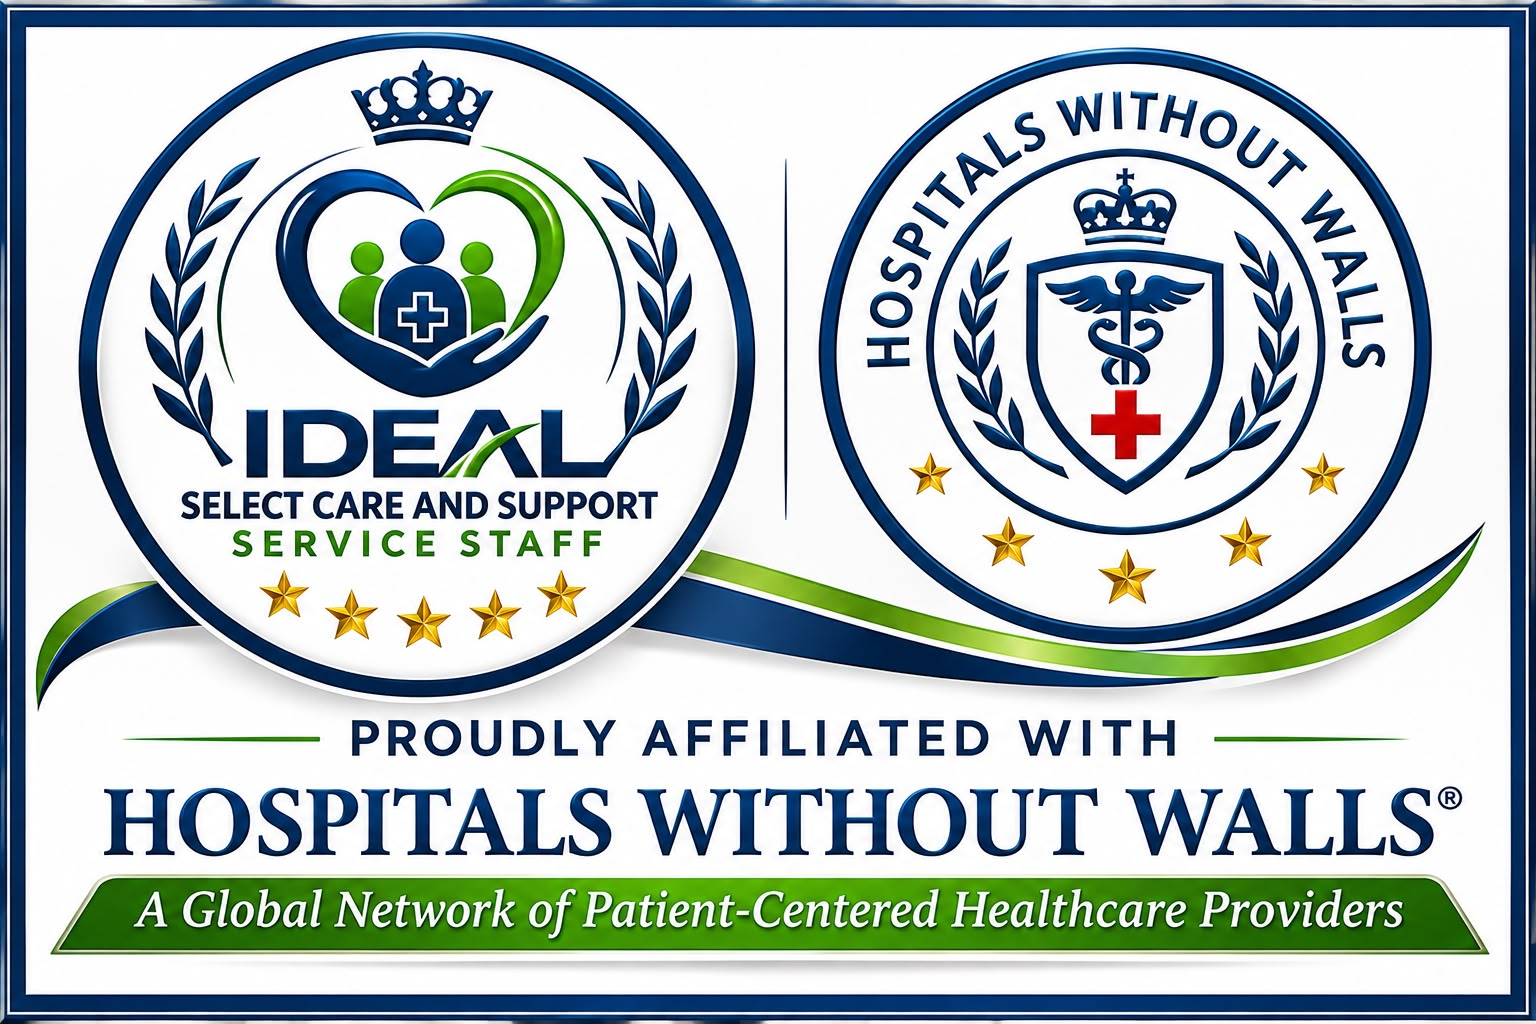 IDEAL
SELECT CARE AND SUPPORT
SERVICE STAFF
HOSPITALS WITHOUT WALLS
PROUDLY AFFILIATED WITH
HOSPITALS WITHOUT WALLS®
A Global Network of Patient-Centered Healthcare Providers